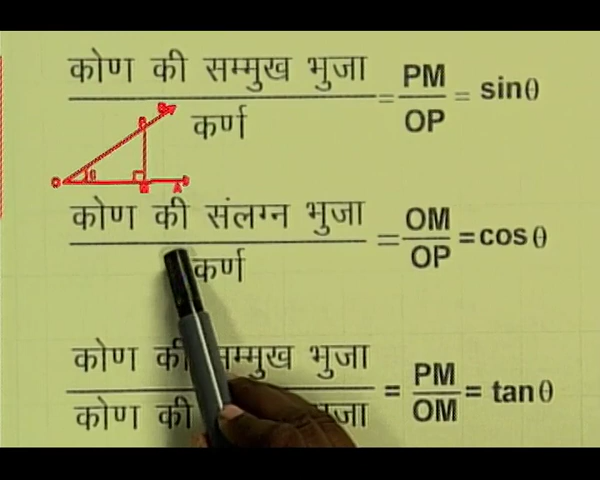 कोण की सम्मुख भुजा / कर्ण = PM / OP = sinθ
O θ P B M A
कोण की संलग्न भुजा / कर्ण = OM / OP = cosθ
कोण की सम्मुख भुजा / कोण की भुजा = PM / OM = tanθ